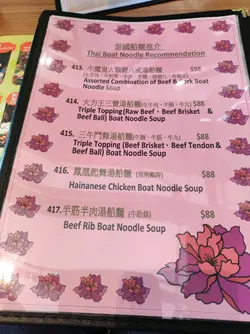 泰國船麵推介
Thai Boat Noodle Recommendation
413. $98
Assorted Combination of Beef & Pork Boat
Noodle Soup
414. 大力王三寶湯船麵 $88
Triple Topping (Raw Beef、Beef Brisket &
Beef Ball) Boat Noodle Soup
415. 三牛鬥舞湯船麵 $88
Triple Topping (Beef Brisket、Beef Tendon &
Beef Ball) Boat Noodle Soup
416. 鳳凰起舞湯船麵 $88
Hainanese Chicken Boat Noodle Soup
417. 半筋半肉湯船麵 $88
Beef Rib Boat Noodle Soup